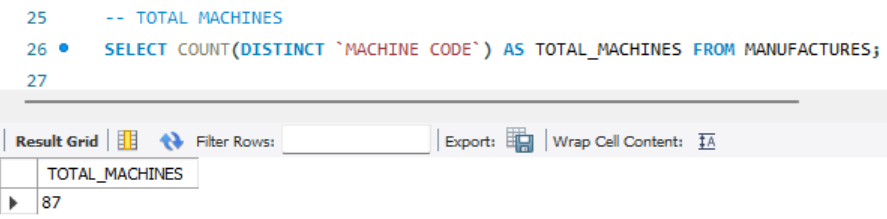 25 -- TOTAL MACHINES
26 SELECT COUNT(DISTINCT `MACHINE CODE`) AS TOTAL_MACHINES FROM MANUFACTURES;
27
Result Grid Filter Rows: Export: Wrap Cell Content: IA
TOTAL_MACHINES
87